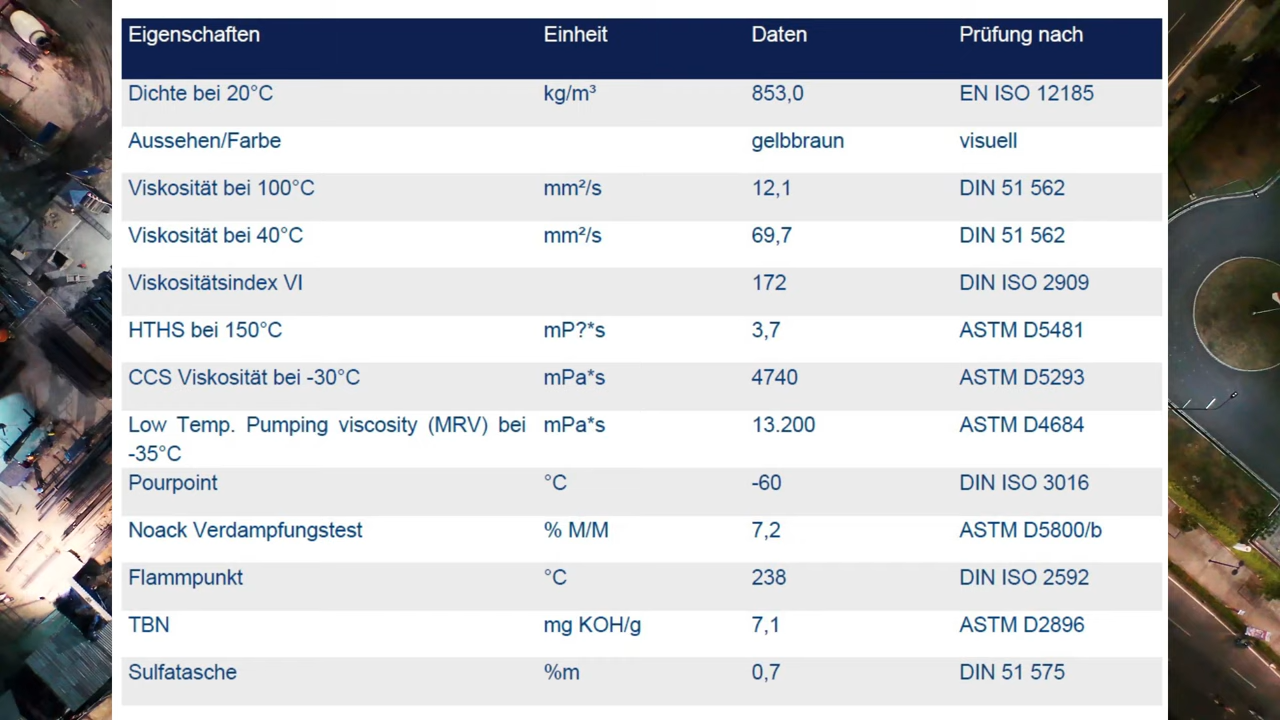 Eigenschaften Einheit Daten Prüfung nach
Dichte bei 20°C kg/m³ 853,0 EN ISO 12185
Aussehen/Farbe gelbbraun visuell
Viskosität bei 100°C mm²/s 12,1 DIN 51 562
Viskosität bei 40°C mm²/s 69,7 DIN 51 562
Viskositätsindex VI 172 DIN ISO 2909
HTHS bei 150°C mP?*s 3,7 ASTM D5481
CCS Viskosität bei -30°C mPa*s 4740 ASTM D5293
Low Temp. Pumping viscosity (MRV) bei mPa*s 13.200 ASTM D4684
-35°C
Pourpoint °C -60 DIN ISO 3016
Noack Verdampfungstest % M/M 7,2 ASTM D5800/b
Flammpunkt °C 238 DIN ISO 2592
TBN mg KOH/g 7,1 ASTM D2896
Sulfatasche %m 0,7 DIN 51 575